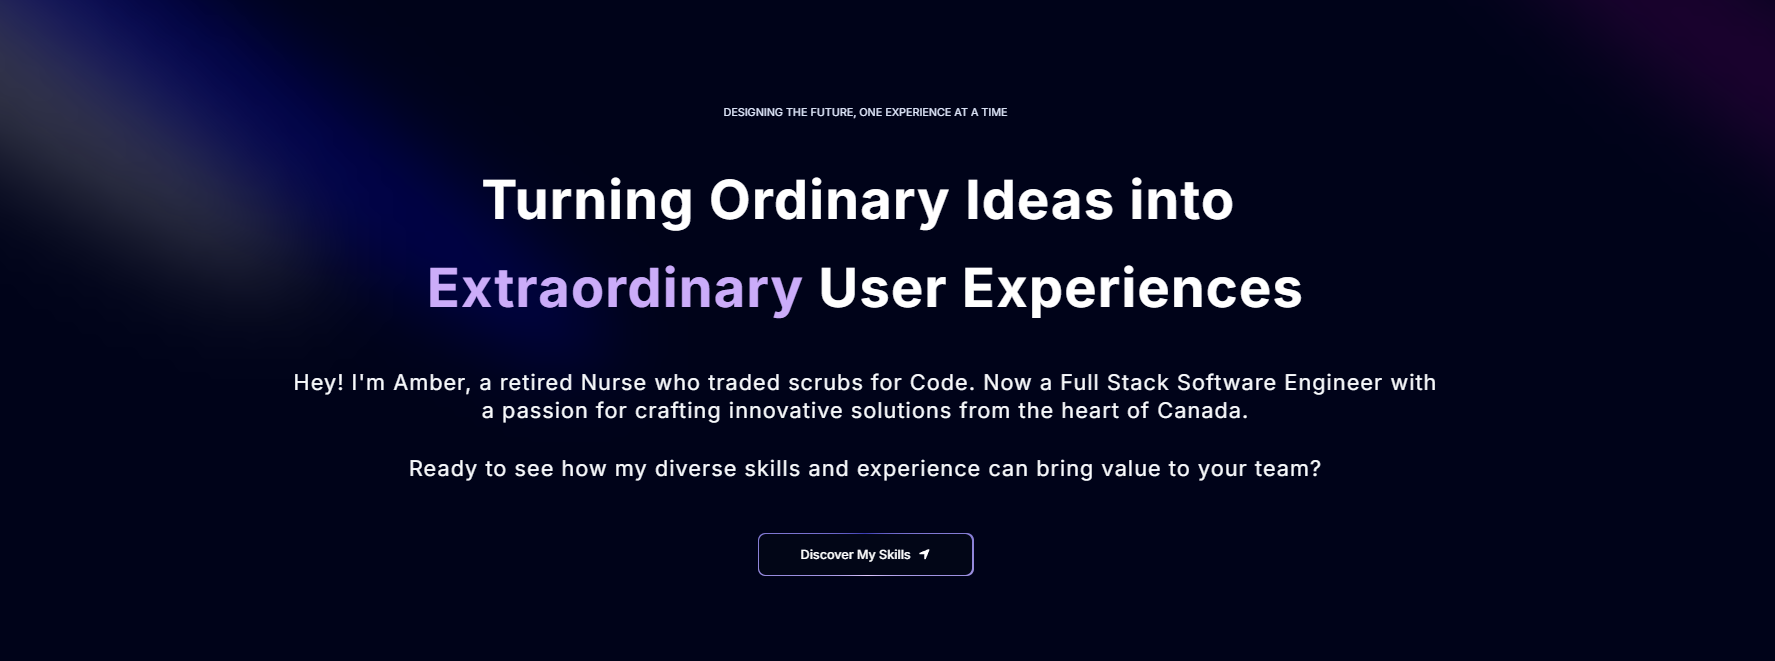 DESIGNING THE FUTURE, ONE EXPERIENCE AT A TIME
Turning Ordinary Ideas into
Extraordinary User Experiences
Hey! I'm Amber, a retired Nurse who traded scrubs for Code. Now a Full Stack Software Engineer with
a passion for crafting innovative solutions from the heart of Canada.
Ready to see how my diverse skills and experience can bring value to your team?
Discover My Skills